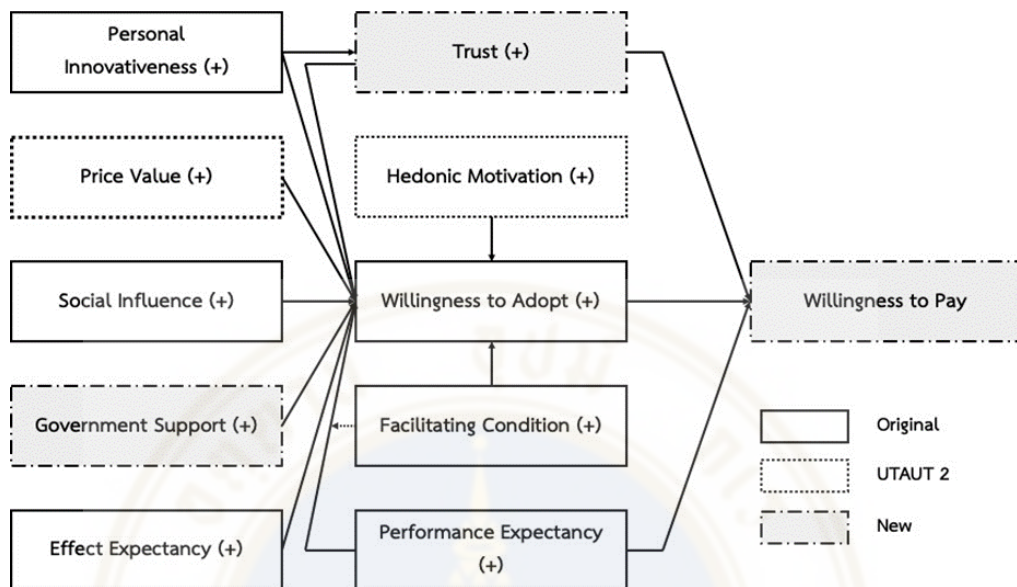 Personal
Innovativeness (+)
Trust (+)
Price Value (+)
Hedonic Motivation (+)
Social Influence (+)
Willingness to Adopt (+)
Willingness to Pay
Government Support (+)
Facilitating Condition (+)
Original
UTAUT 2
Effect Expectancy (+)
Performance Expectancy
(+)
New